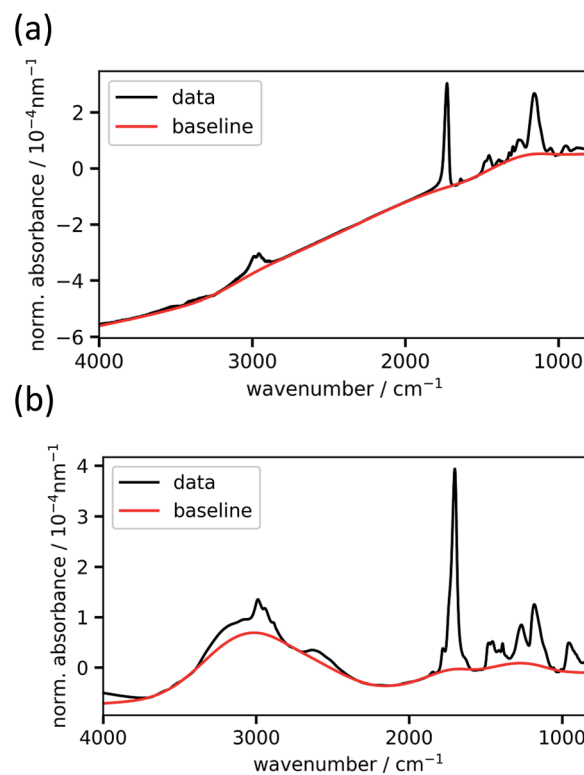 (a)
data
baseline
norm. absorbance / 10⁻⁴nm⁻¹
2
0
−2
−4
−6
4000 3000 2000 1000
wavenumber / cm⁻¹
(b)
data
baseline
norm. absorbance / 10⁻⁴nm⁻¹
4
3
2
1
0
4000 3000 2000 1000
wavenumber / cm⁻¹